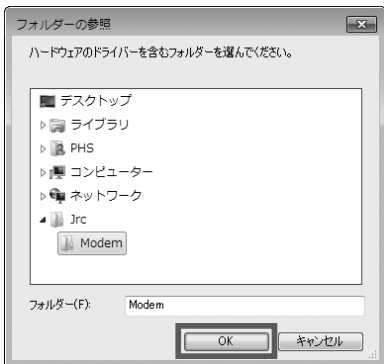 フォルダーの参照
ハードウェアのドライバーを含むフォルダーを選んでください。
デスクトップ
ライブラリ
PHS
コンピューター
ネットワーク
Jrc
Modem
フォルダー(F): Modem
OK キャンセル